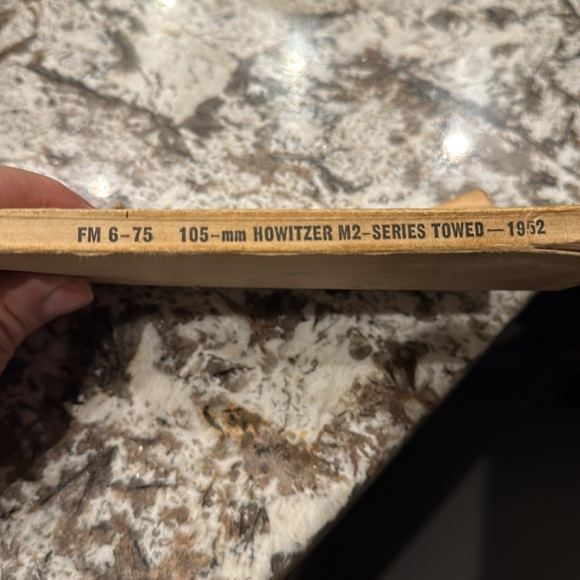 FM 6-75 105-mm HOWITZER M2-SERIES TOWED—1952